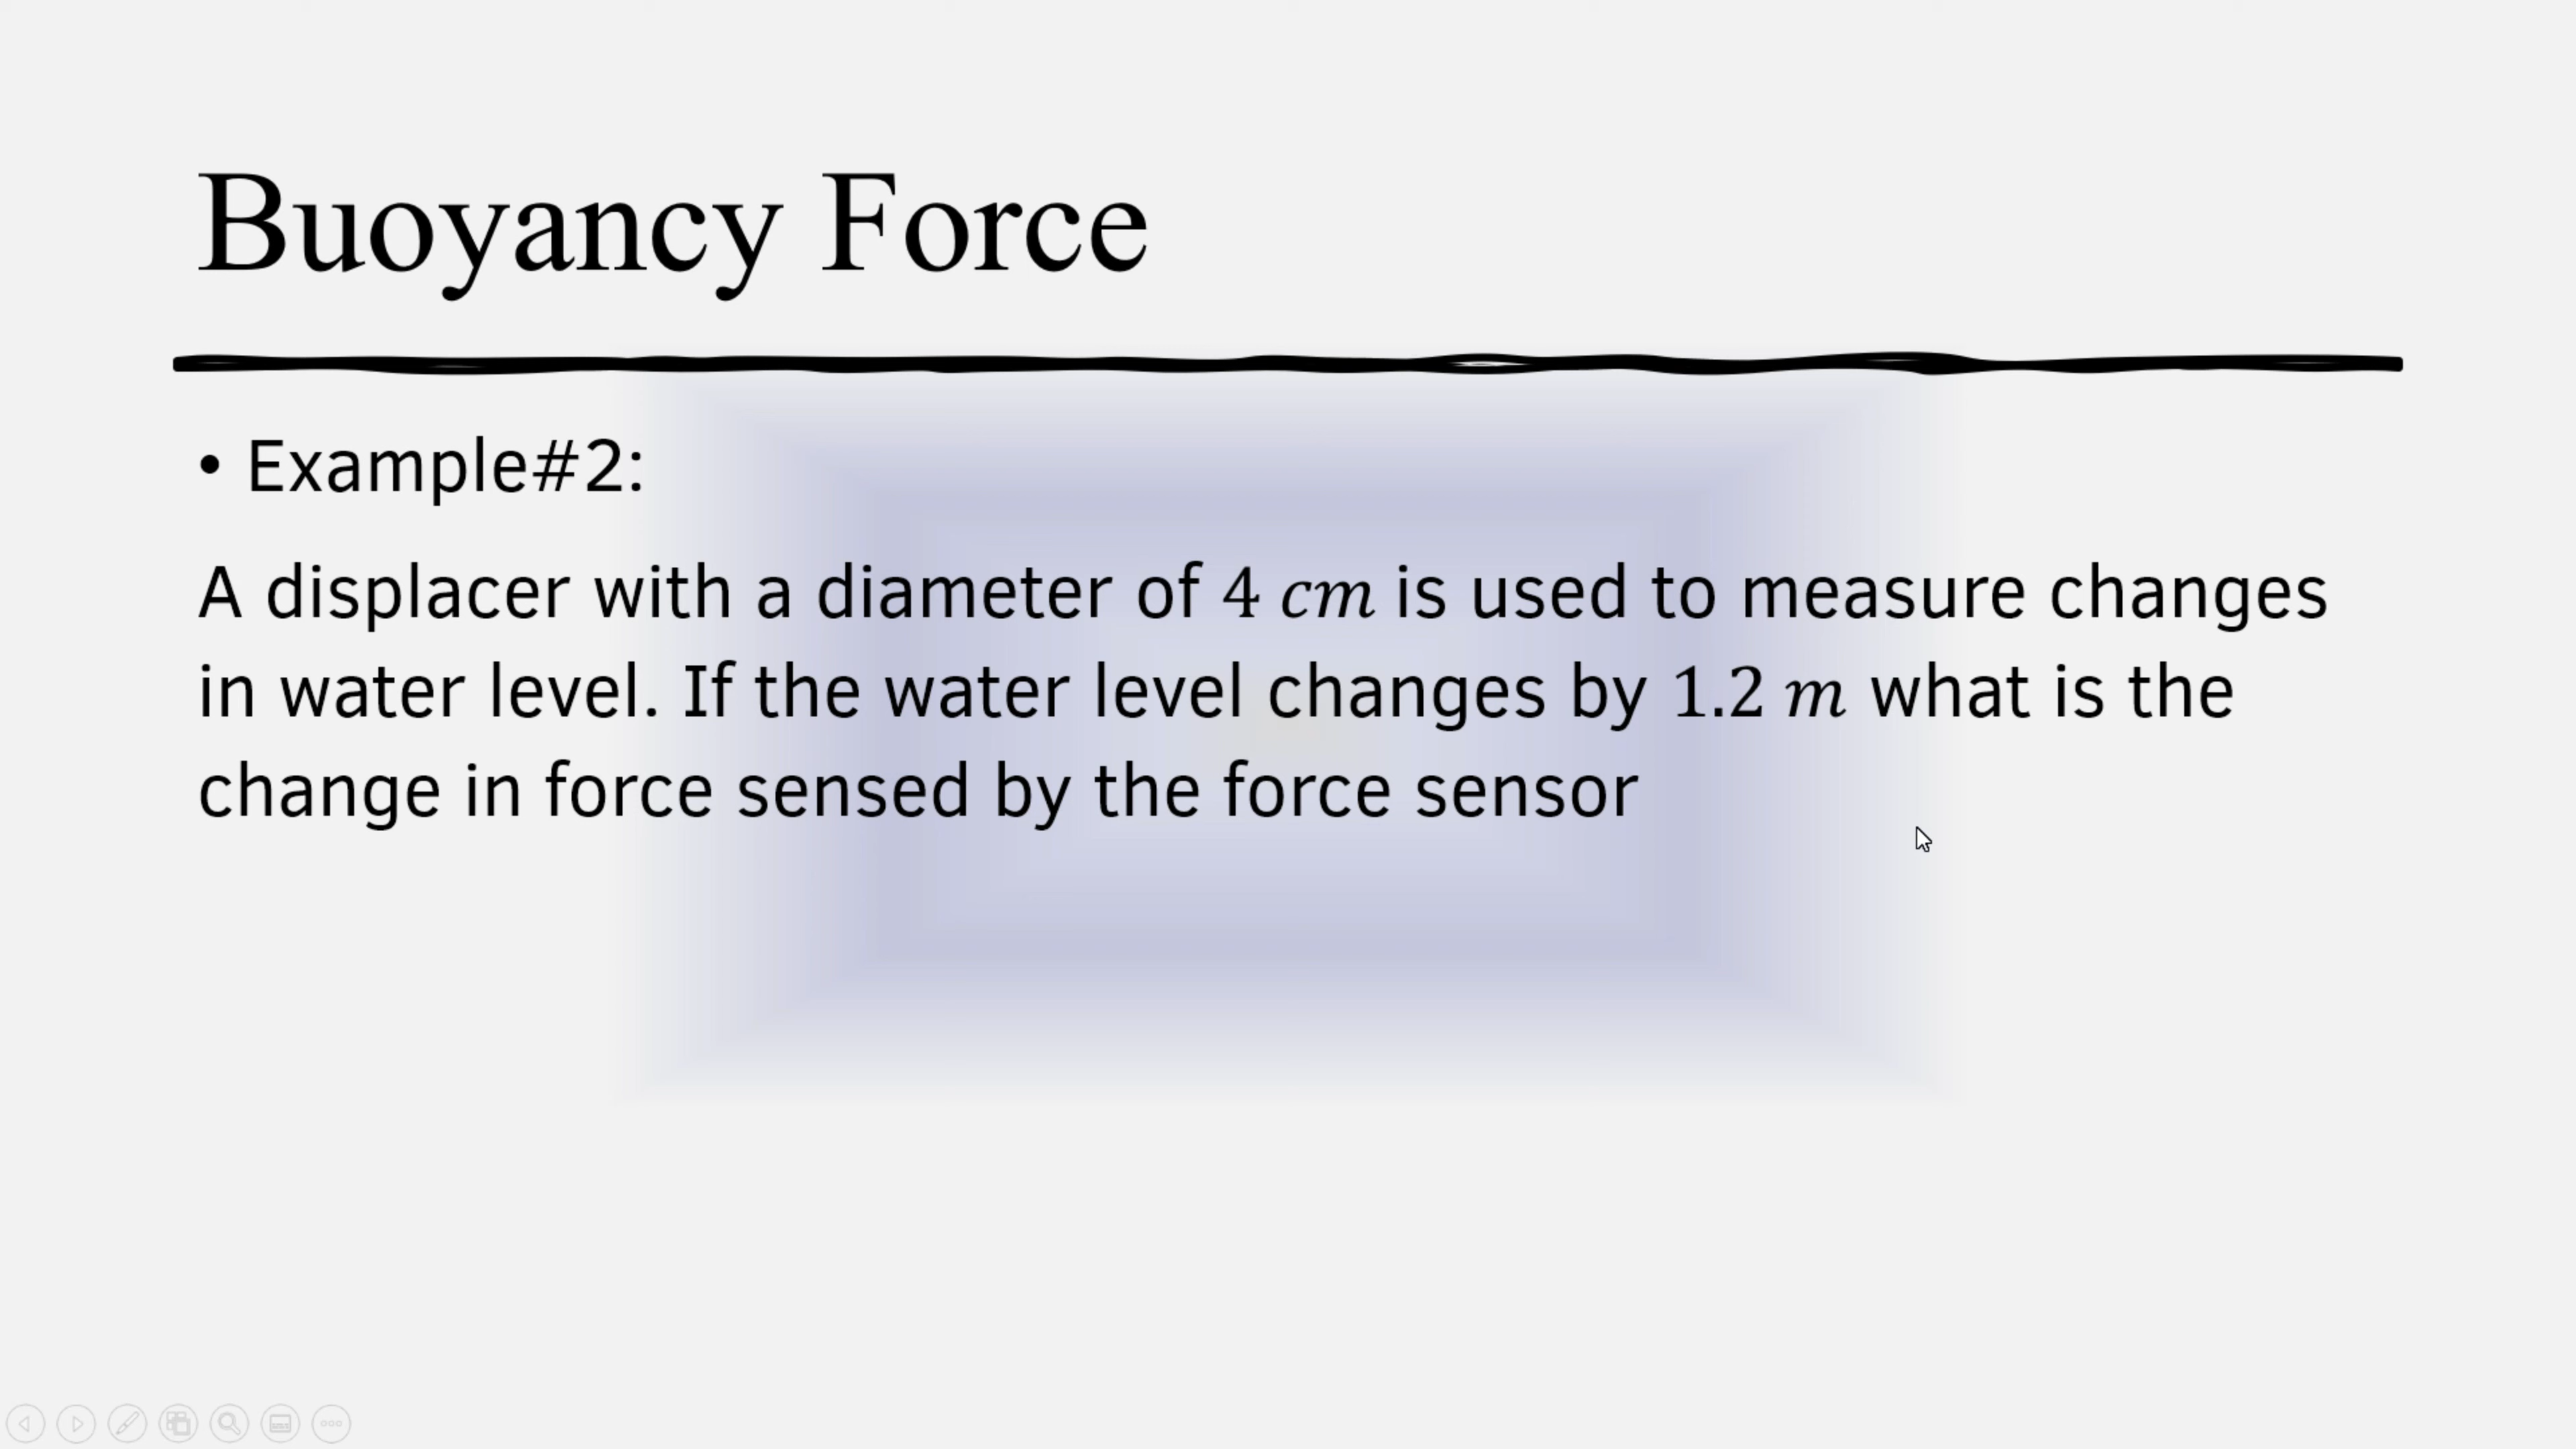 Buoyancy Force
• Example#2:
A displacer with a diameter of 4 cm is used to measure changes
in water level. If the water level changes by 1.2 m what is the
change in force sensed by the force sensor